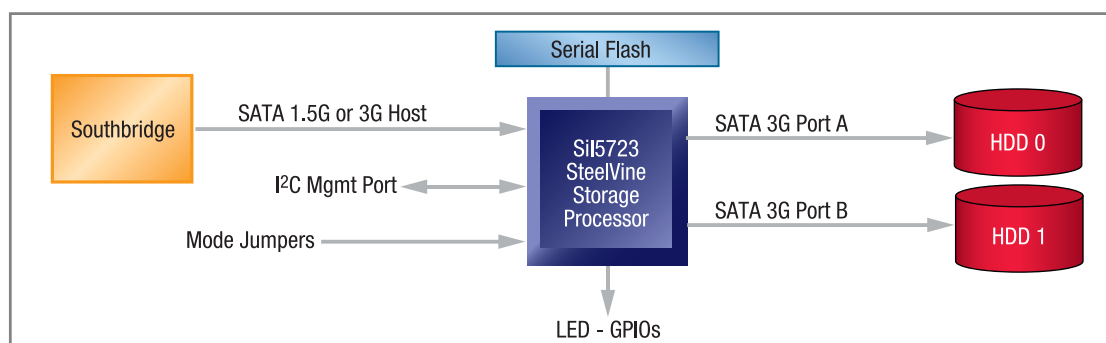 Serial Flash
Southbridge
SATA 1.5G or 3G Host
I²C Mgmt Port
Mode Jumpers
SiI5723
SteelVine
Storage
Processor
SATA 3G Port A
HDD 0
SATA 3G Port B
HDD 1
LED - GPIOs